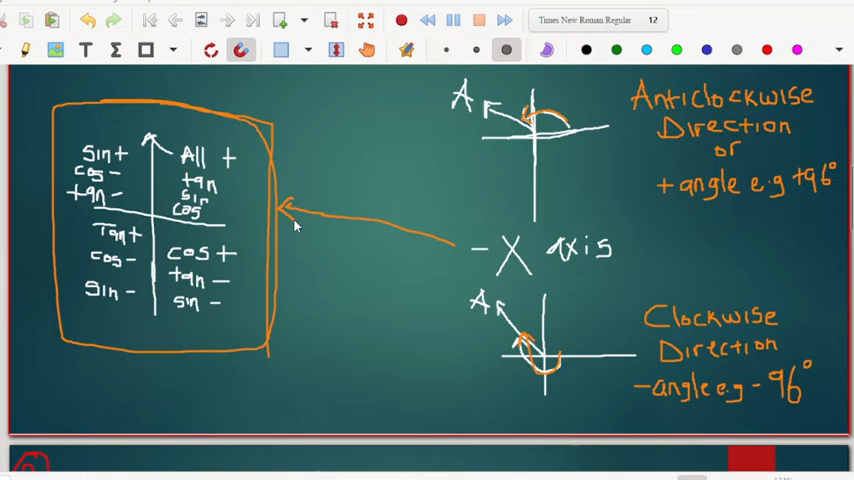 Times New Roman Regular 12
Sin+
cos-
tan-
All +
tan
sin
cos
Tan+
cos-
Sin-
cos+
tan-
sin-
A
Anticlockwise
Direction
or
+angle e.g +96°
- X axis
A
Clockwise
Direction
-angle e.g - 96°